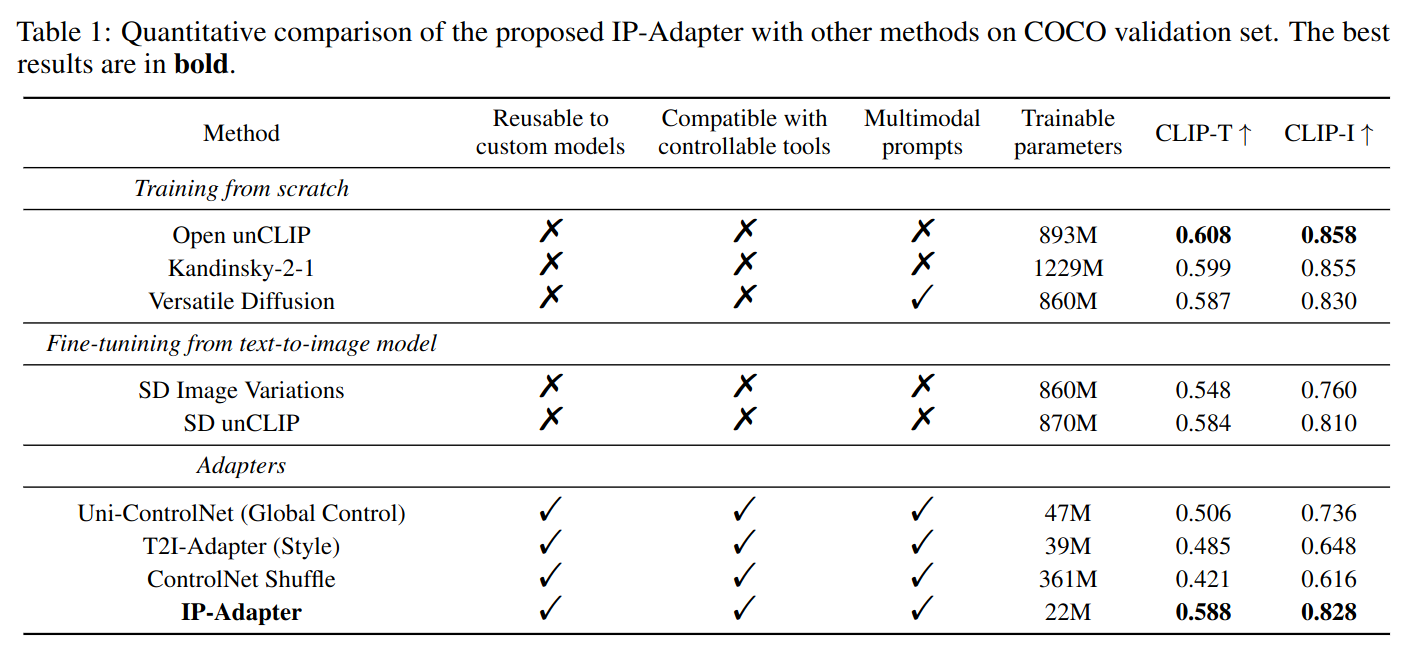 Table 1: Quantitative comparison of the proposed IP-Adapter with other methods on COCO validation set. The best
results are in bold.
Method Reusable to custom models Compatible with controllable tools Multimodal prompts Trainable parameters CLIP-T ↑ CLIP-I ↑
Training from scratch
Open unCLIP ✗ ✗ ✗ 893M 0.608 0.858
Kandinsky-2-1 ✗ ✗ ✗ 1229M 0.599 0.855
Versatile Diffusion ✗ ✗ ✓ 860M 0.587 0.830
Fine-tunining from text-to-image model
SD Image Variations ✗ ✗ ✗ 860M 0.548 0.760
SD unCLIP ✗ ✗ ✗ 870M 0.584 0.810
Adapters
Uni-ControlNet (Global Control) ✓ ✓ ✓ 47M 0.506 0.736
T2I-Adapter (Style) ✓ ✓ ✓ 39M 0.485 0.648
ControlNet Shuffle ✓ ✓ ✓ 361M 0.421 0.616
IP-Adapter ✓ ✓ ✓ 22M 0.588 0.828